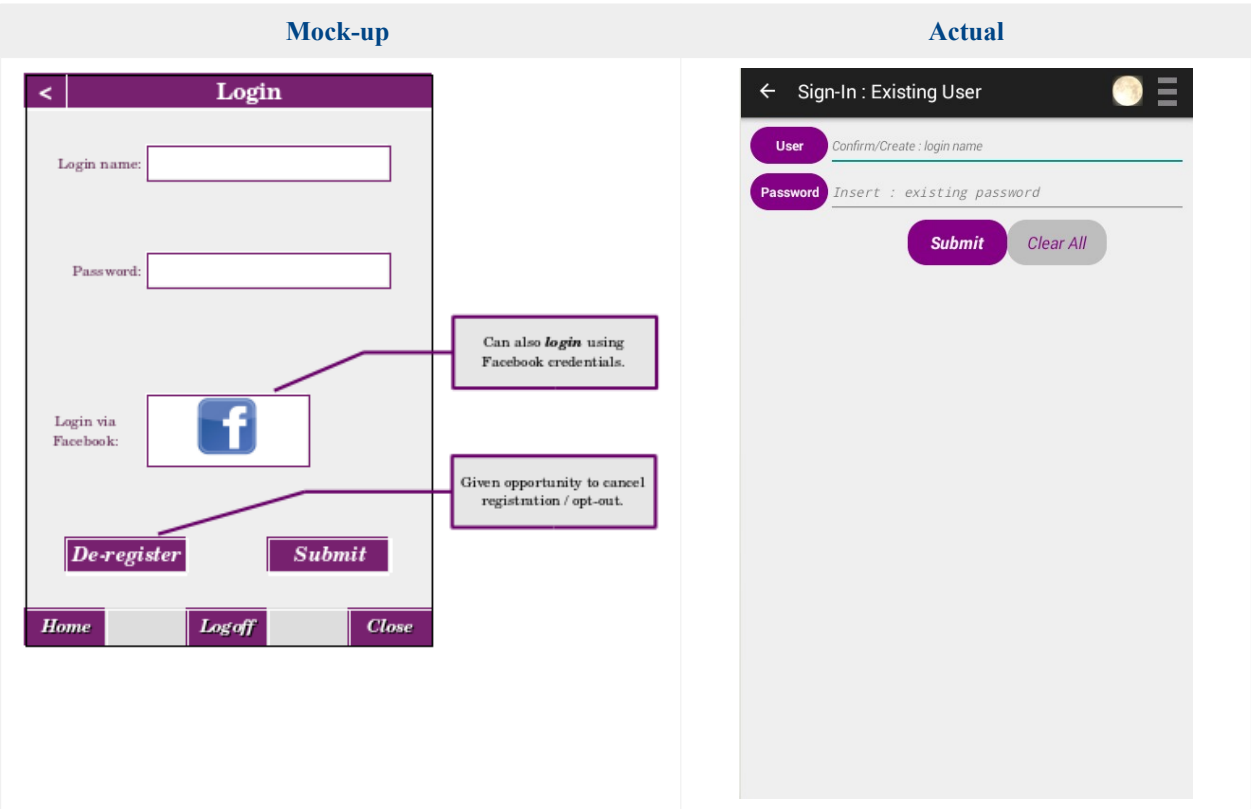 Mock-up
Actual
< Login
Login name:
Password:
Can also login using
Facebook credentials.
Login via
Facebook:
f
Given opportunity to cancel
registration / opt-out.
De-register Submit
Home Logoff Close
Sign-In : Existing User
User Confirm/Create : login name
Password Insert : existing password
Submit Clear All